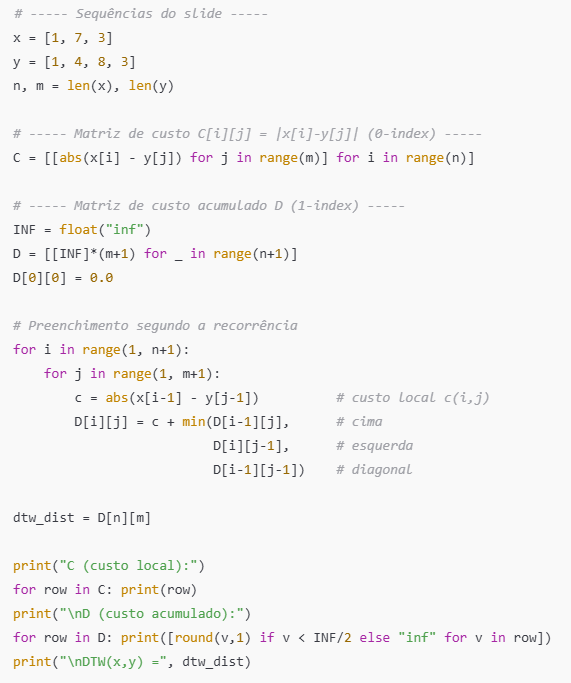 # ----- Sequências do slide -----
x = [1, 7, 3]
y = [1, 4, 8, 3]
n, m = len(x), len(y)

# ----- Matriz de custo C[i][j] = |x[i]-y[j]| (0-index) -----
C = [[abs(x[i] - y[j]) for j in range(m)] for i in range(n)]

# ----- Matriz de custo acumulado D (1-index) -----
INF = float("inf")
D = [[INF]*(m+1) for _ in range(n+1)]
D[0][0] = 0.0

# Preenchimento segundo a recorrência
for i in range(1, n+1):
    for j in range(1, m+1):
        c = abs(x[i-1] - y[j-1])          # custo local c(i,j)
        D[i][j] = c + min(D[i-1][j],      # cima
                          D[i][j-1],      # esquerda
                          D[i-1][j-1])    # diagonal

dtw_dist = D[n][m]

print("C (custo local):")
for row in C: print(row)
print("\nD (custo acumulado):")
for row in D: print([round(v,1) if v < INF/2 else "inf" for v in row])
print("\nDTW(x,y) =", dtw_dist)